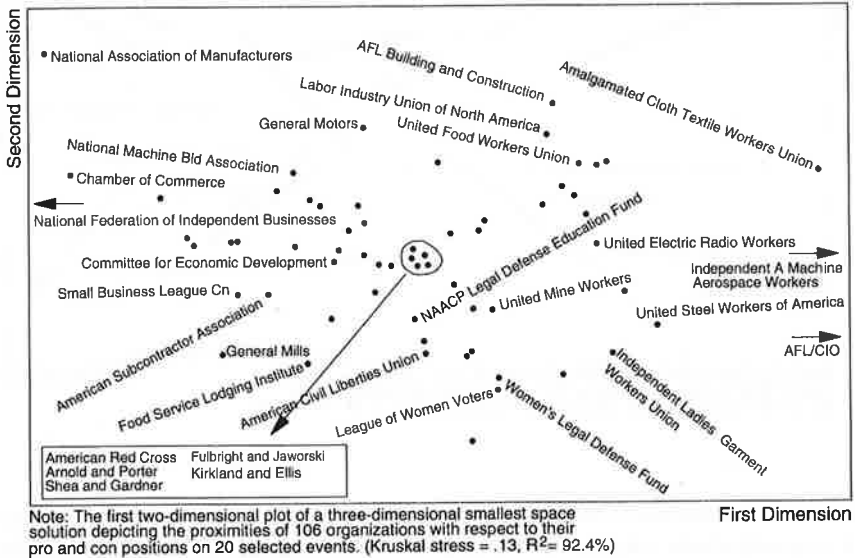 Second Dimension
National Association of Manufacturers
AFL Building and Construction
Amalgamated Cloth Textile Workers Union
Labor Industry Union of North America
General Motors
United Food Workers Union
National Machine Bld Association
Chamber of Commerce
National Federation of Independent Businesses
NAACP Legal Defense Education Fund
United Electric Radio Workers
Committee for Economic Development
Independent A Machine
Aerospace Workers
Small Business League Cn
United Mine Workers
United Steel Workers of America
American Subcontractor Association
General Mills
AFL/CIO
Food Service Lodging Institute
American Civil Liberties Union
Independent Ladies Garment
Workers Union
League of Women Voters
Women's Legal Defense Fund
American Red Cross Fulbright and Jaworski
Arnold and Porter Kirkland and Ellis
Shea and Gardner
First Dimension
Note: The first two-dimensional plot of a three-dimensional smallest space
solution depicting the proximities of 106 organizations with respect to their
pro and con positions on 20 selected events. (Kruskal stress = .13, R²= 92.4%)